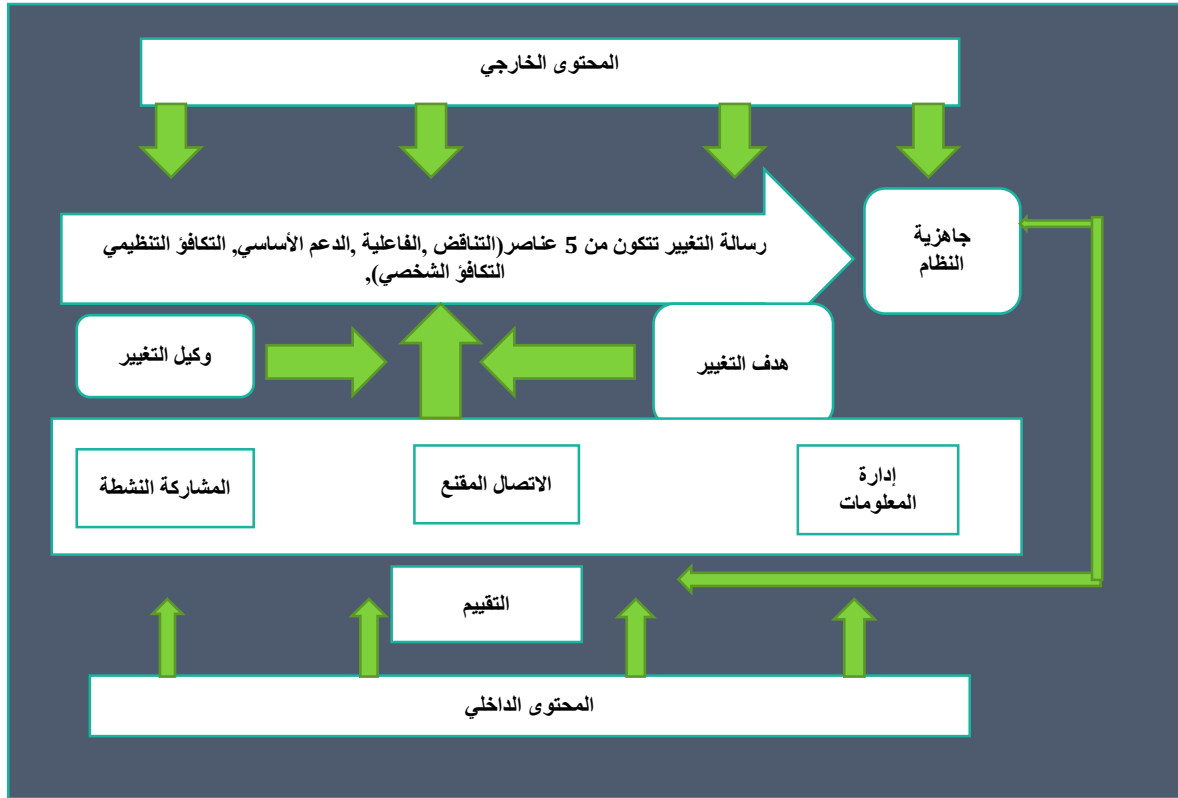 المحتوى الخارجي
رسالة التغيير تتكون من 5 عناصر(التناقض ,الفاعلية ,الدعم الأساسي, التكافؤ التنظيمي
التكافؤ الشخصي),
جاهزية
النظام
هدف التغيير
وكيل التغيير
إدارة
المعلومات
الاتصال المقنع
المشاركة النشطة
التقييم
المحتوى الداخلي